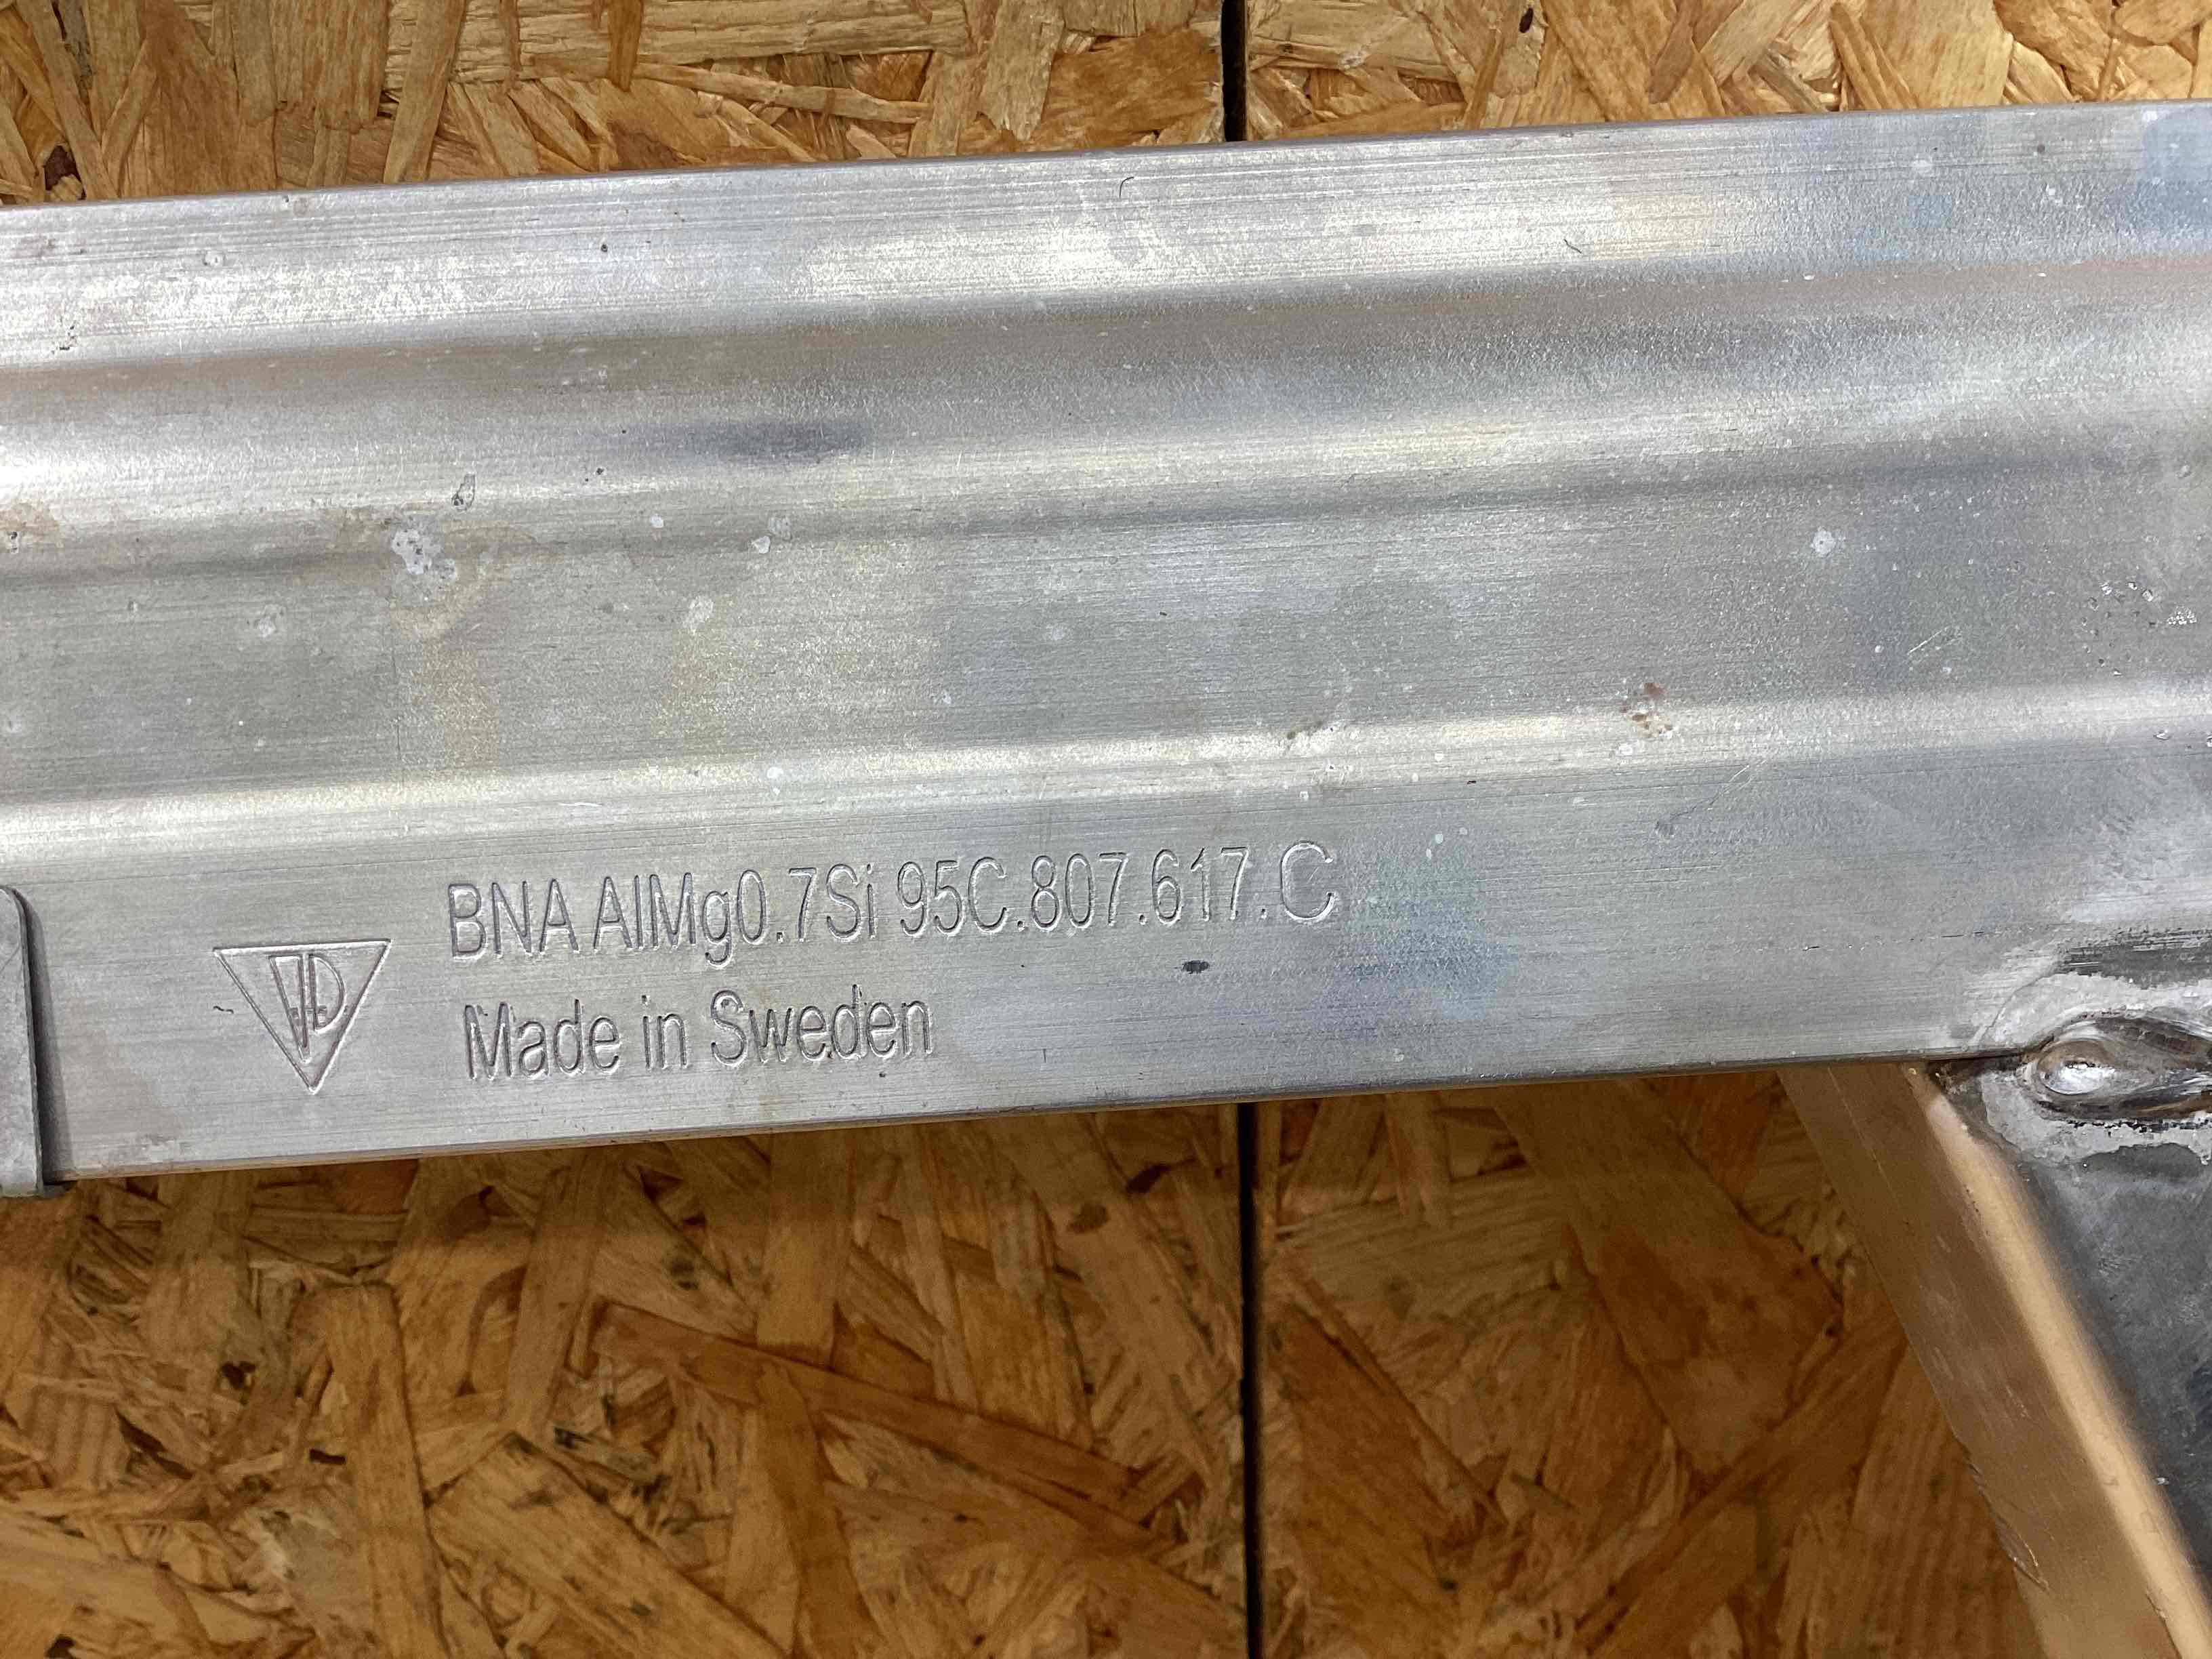 BNA AlMg0.7Si 95C.807.617.C
Made in Sweden